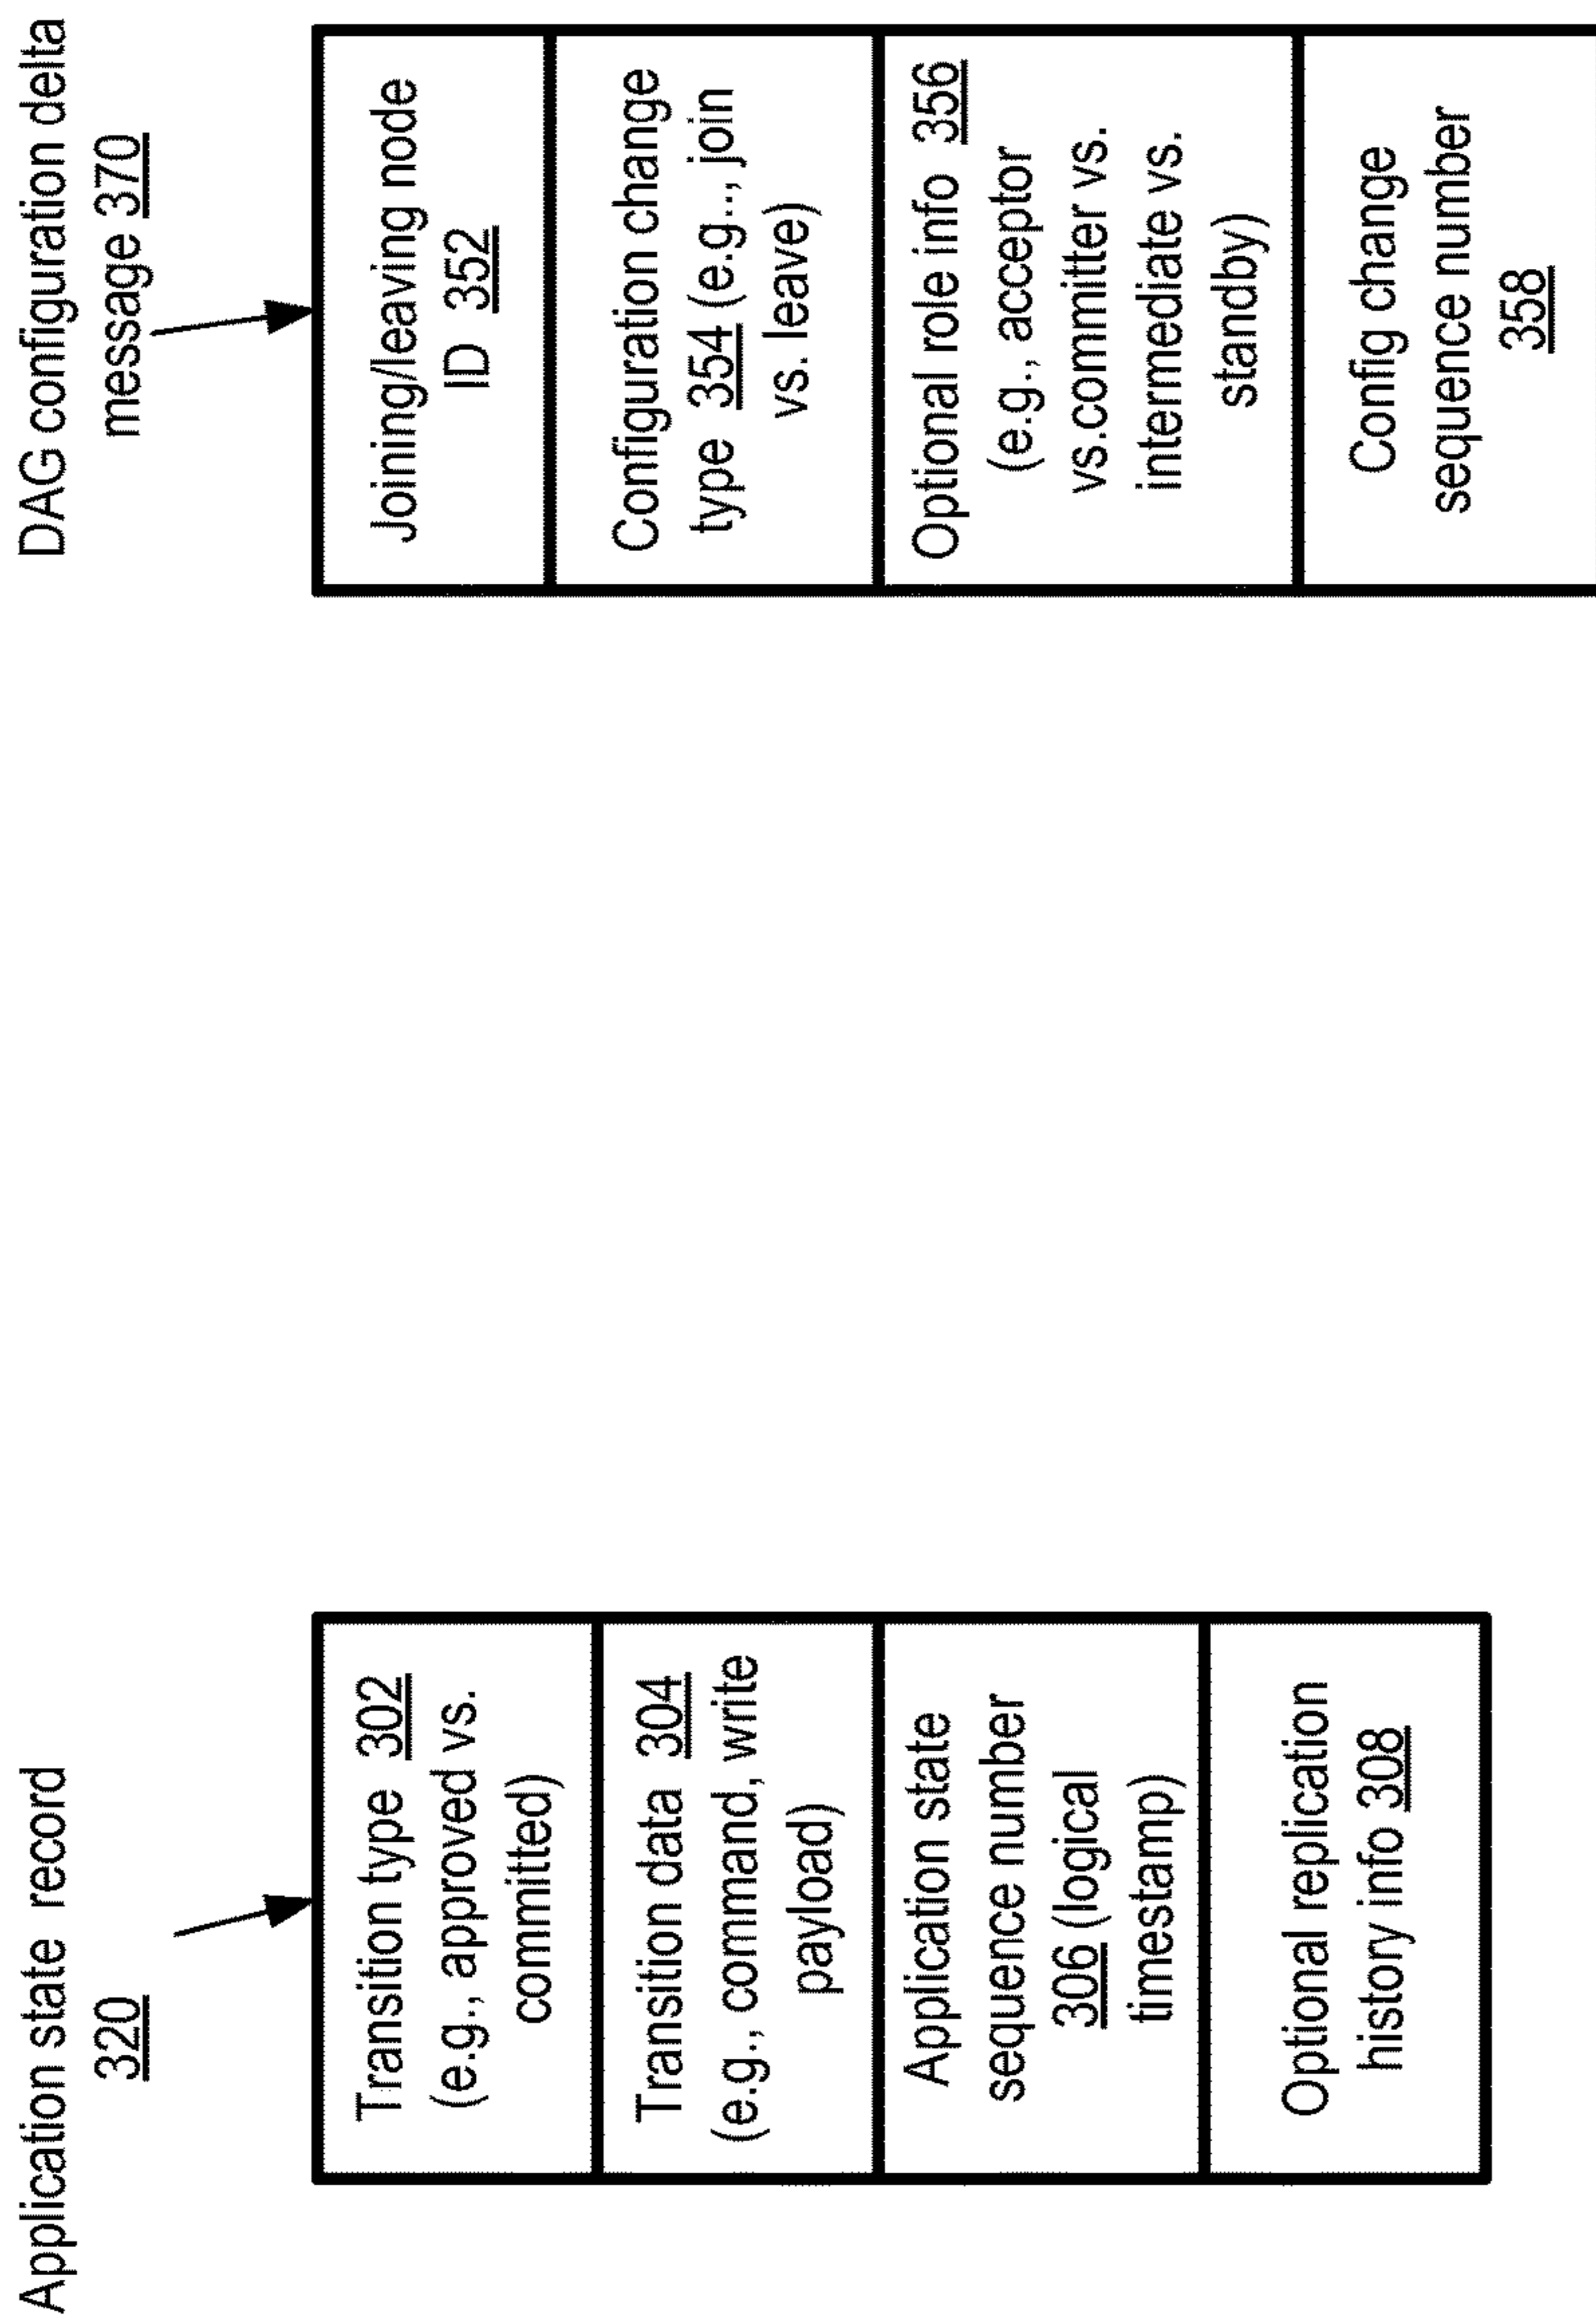 Application state record
320
Transition type 302
(e.g., approved vs.
committed)
Transition data 304
(e.g., command, write
payload)
Application state
sequence number
306 (logical
timestamp)
Optional replication
history info 308
DAG configuration delta
message 370
Joining/leaving node
ID 352
Configuration change
type 354 (e.g.., join
vs. leave)
Optional role info 356
(e.g., acceptor
vs.committer vs.
intermediate vs.
standby)
Config change
sequence number
358